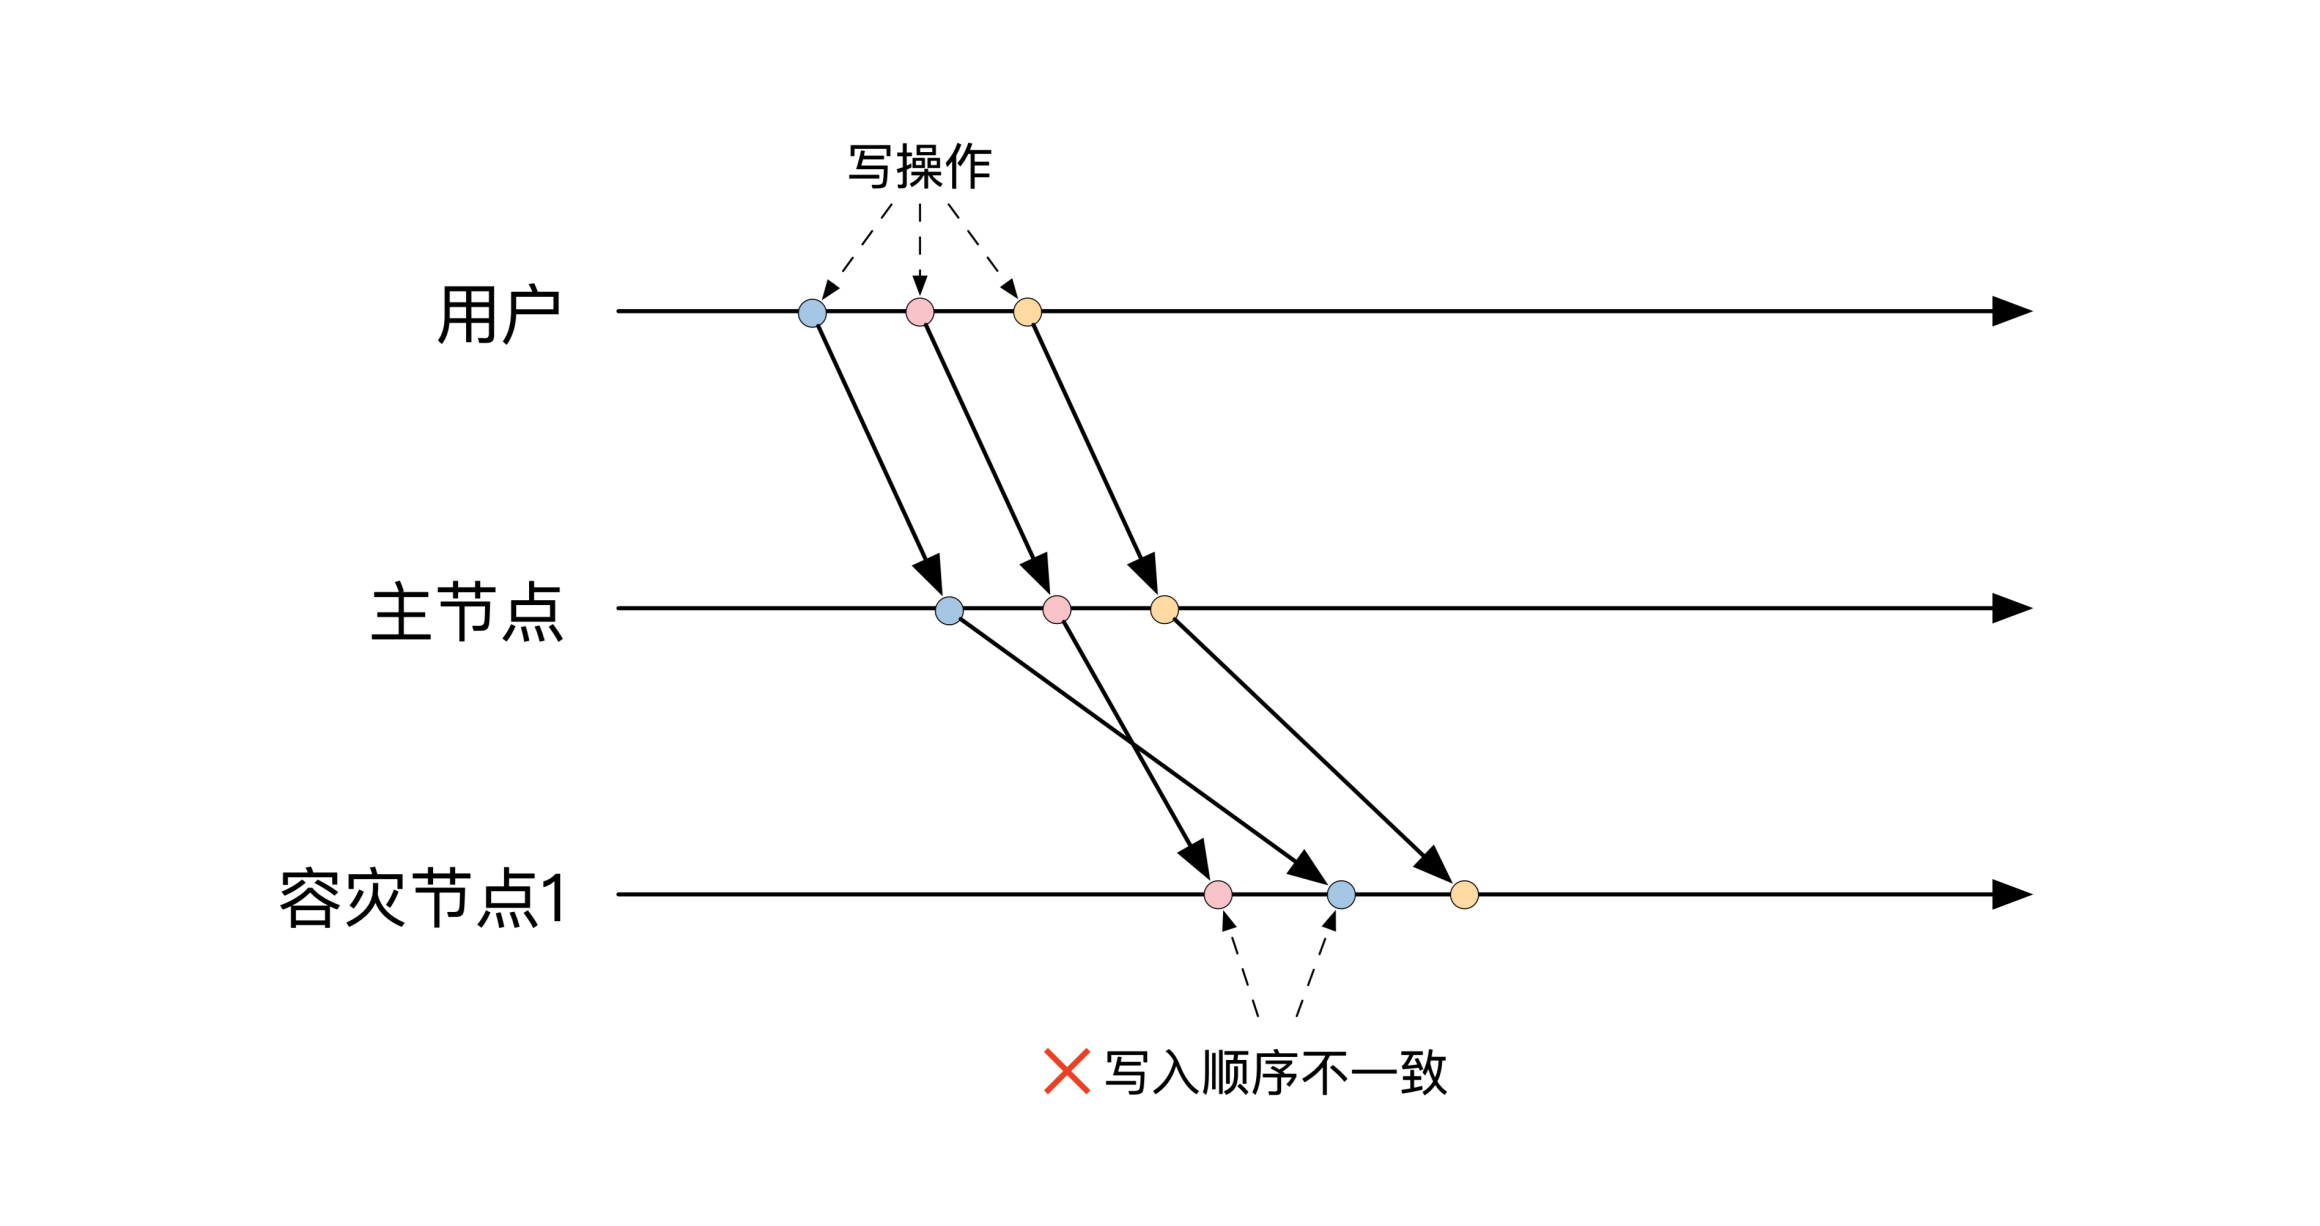 写操作
用户
主节点
容灾节点1
写入顺序不一致